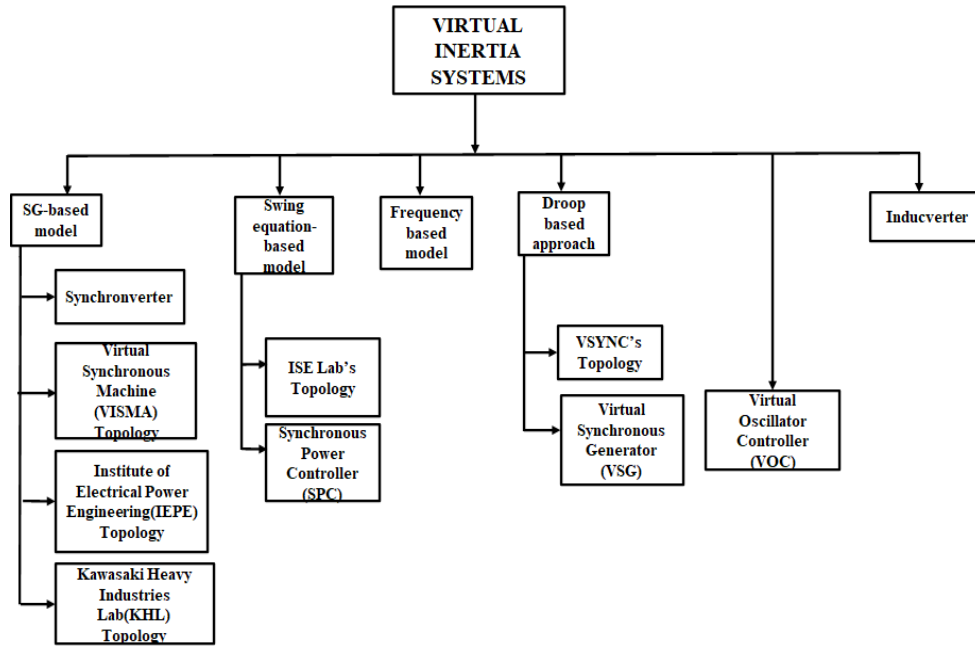 VIRTUAL
INERTIA
SYSTEMS
SG-based
model
Swing
equation-
based
model
Frequency
based model
Droop
based
approach
Inducverter
Synchronverter
Virtual
Synchronous
Machine
(VISMA)
Topology
Institute of
Electrical Power
Engineering(IEPE)
Topology
Kawasaki Heavy
Industries
Lab(KHL)
Topology
ISE Lab's
Topology
Synchronous
Power
Controller
(SPC)
VSYNC's
Topology
Virtual
Synchronous
Generator
(VSG)
Virtual
Oscillator
Controller
(VOC)